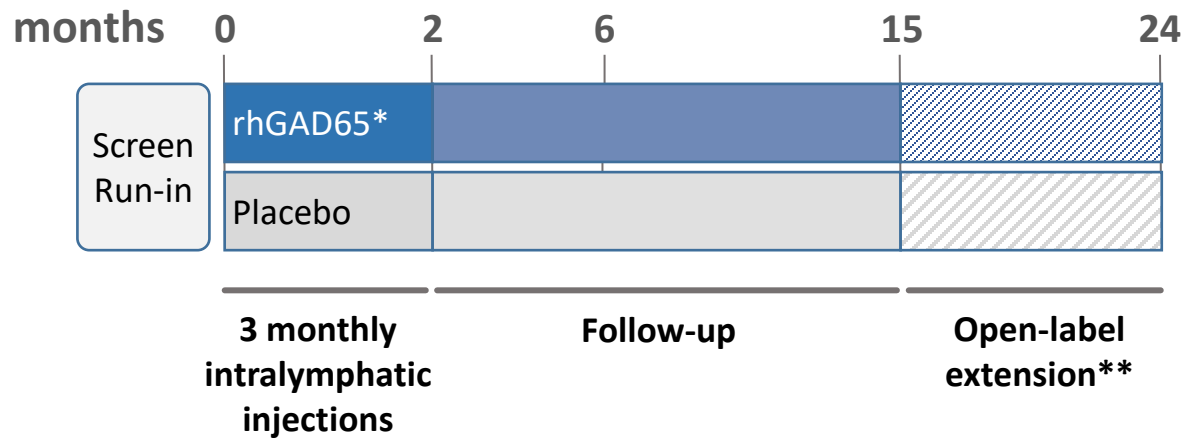 months 0 2 6 15 24
Screen
Run-in
rhGAD65*
Placebo
3 monthly
intralymphatic
injections
Follow-up
Open-label
extension**